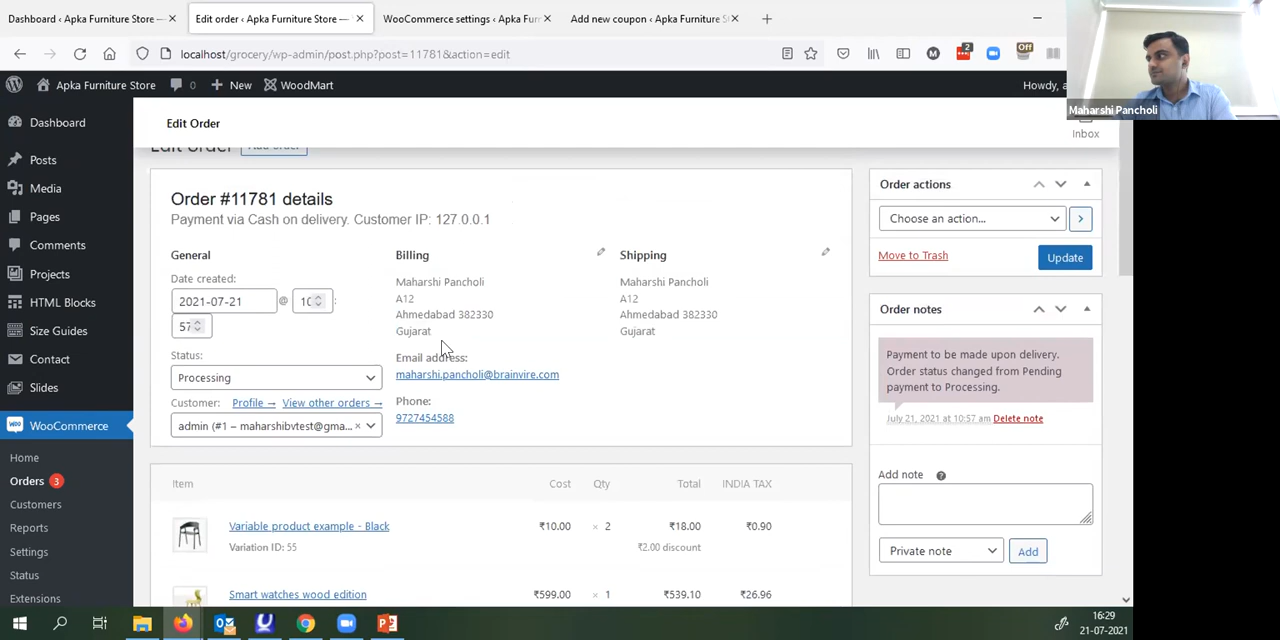 Dashboard ‹ Apka Furniture Store —
Edit order ‹ Apka Furniture Store —
WooCommerce settings ‹ Apka Fur
Add new coupon ‹ Apka Furniture S
localhost/grocery/wp-admin/post.php?post=11781&action=edit
2
Off
Apka Furniture Store
0
New
WoodMart
Howdy, a
Maharshi Pancholi
Dashboard
Posts
Media
Pages
Comments
Projects
HTML Blocks
Size Guides
Contact
Slides
WooCommerce
Home
Orders 3
Customers
Reports
Settings
Status
Extensions
Edit Order
Inbox
Edit Order
Add order
Order #11781 details
Payment via Cash on delivery. Customer IP: 127.0.0.1
General
Date created:
2021-07-21 @ 10 :
57
Status:
Processing
Customer: Profile → View other orders →
admin (#1 – maharshibvtest@gma... ×
Billing
Maharshi Pancholi
A12
Ahmedabad 382330
Gujarat
Email address:
maharshi.pancholi@brainvire.com
Phone:
9727454588
Shipping
Maharshi Pancholi
A12
Ahmedabad 382330
Gujarat
Item Cost Qty Total INDIA TAX
Variable product example - Black ₹10.00 × 2 ₹18.00 ₹0.90
Variation ID: 55 ₹2.00 discount
Smart watches wood edition ₹599.00 × 1 ₹539.10 ₹26.96
Order actions
Choose an action...
Move to Trash
Update
Order notes
Payment to be made upon delivery.
Order status changed from Pending
payment to Processing.
July 21, 2021 at 10:57 am Delete note
Add note
Private note
Add
16:29
21-07-2021